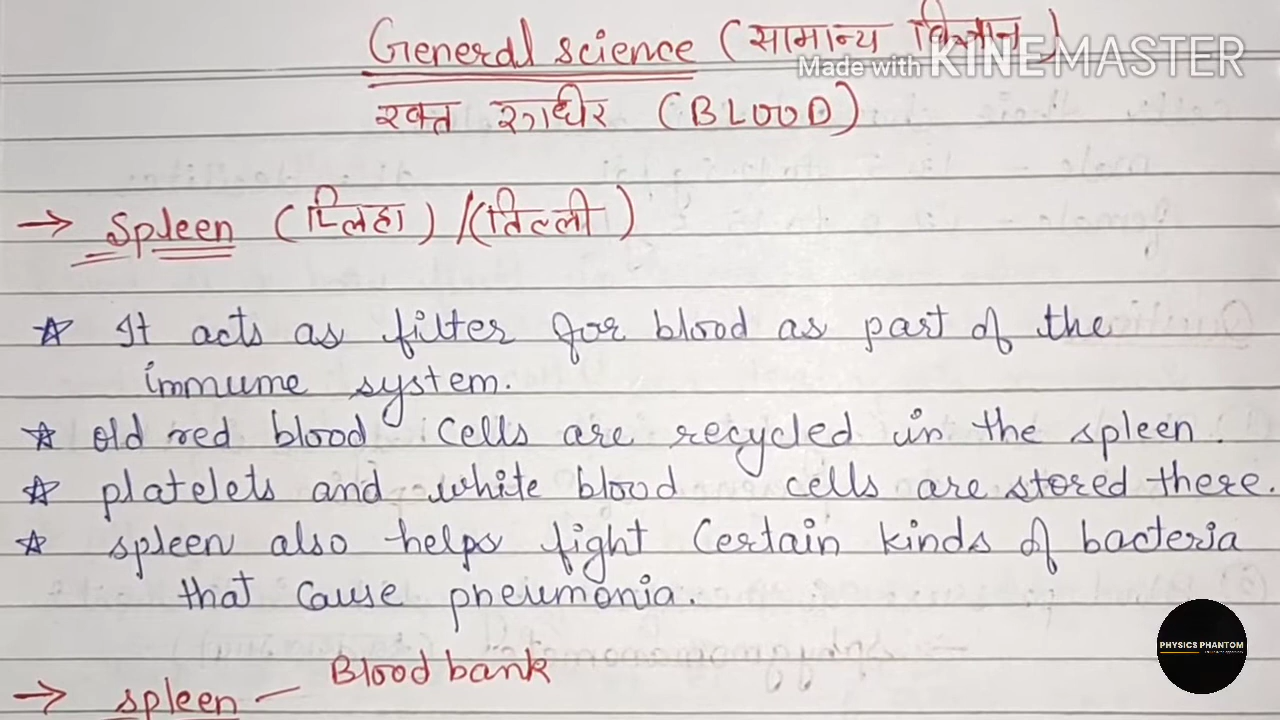 General science (सामान्य विज्ञान)
Made with KINEMASTER
रक्त रुधीर (BLOOD)
→ Spleen (प्लिहा) / (तिल्ली)
☆ It acts as filter for blood as part of the
immume system.
☆ old red blood cells are recycled in the spleen.
☆ platelets and white blood cells are stored there.
☆ spleen also helps fight certain kinds of bacteria
that cause pneumonia.
PHYSICS PHANTOM
Blood bank
→ spleen —